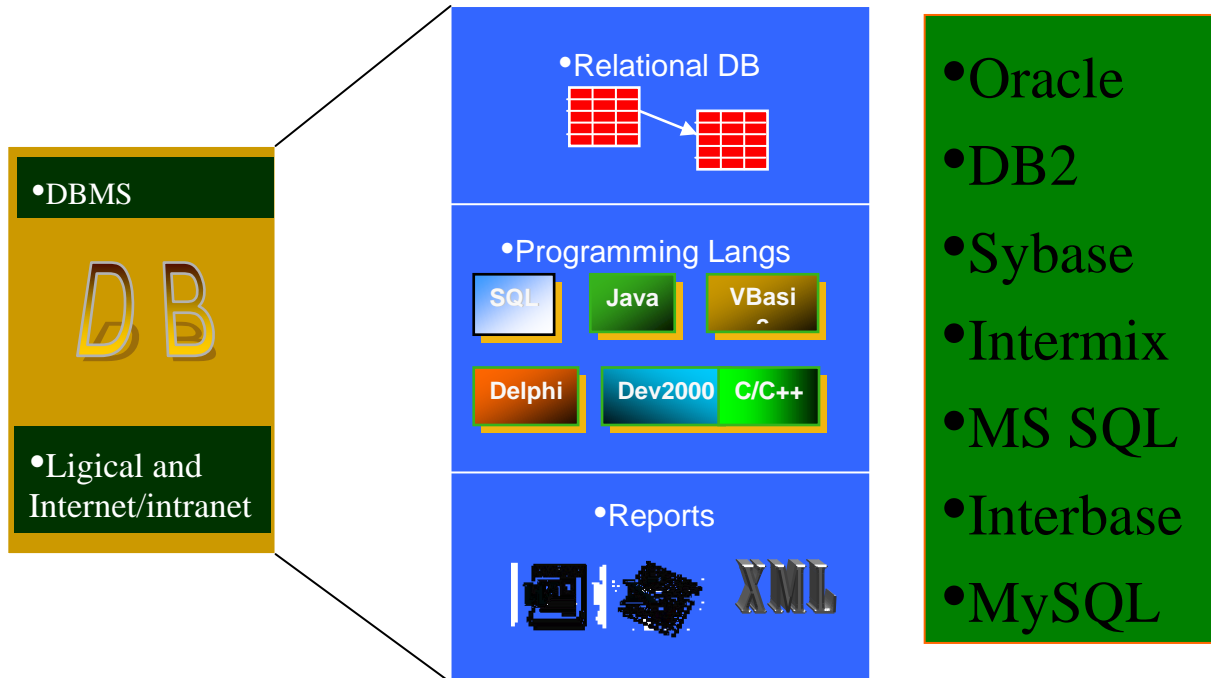 •DBMS
DB
•Ligical and
Internet/intranet
•Relational DB
•Programming Langs
SQL
Java
VBasi
Delphi
Dev2000
C/C++
•Reports
XML
•Oracle
•DB2
•Sybase
•Intermix
•MS SQL
•Interbase
•MySQL